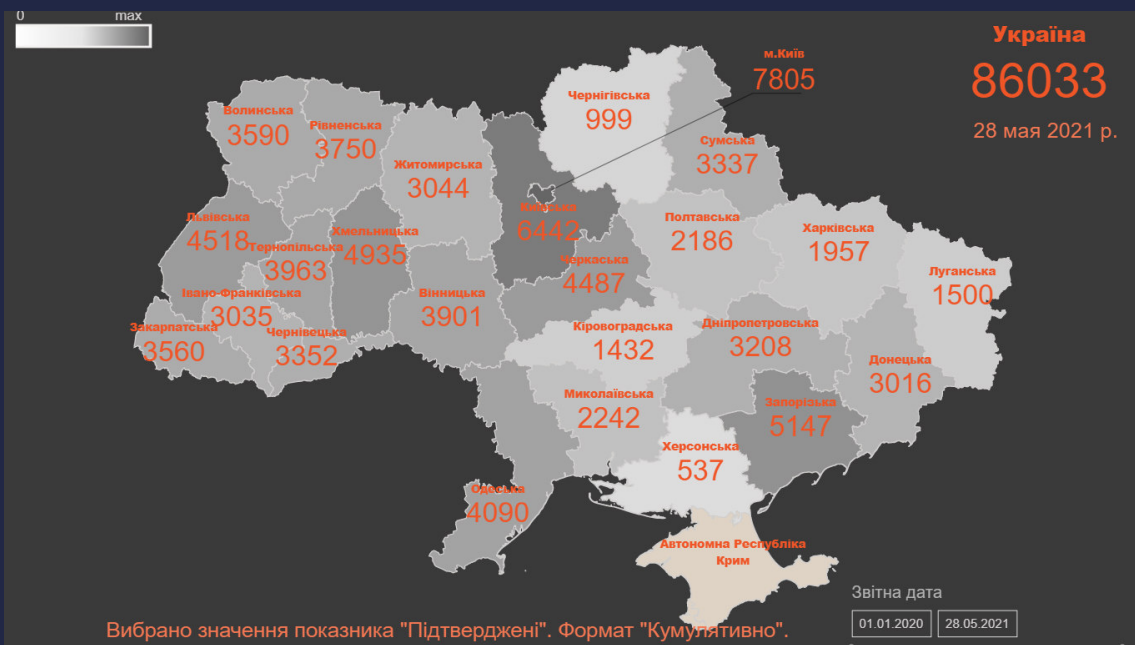 0 max
Україна
86033
28 мая 2021 р.
м.Київ
7805
Чернігівська
999
Волинська
3590
Рівненська
3750
Сумська
3337
Житомирська
3044
Київська
6442
Львівська
4518
Тернопільська
3963
Хмельницька
4935
Полтавська
2186
Харківська
1957
Черкаська
4487
Луганська
1500
Івано-Франківська
3035
Вінницька
3901
Закарпатська
3560
Чернівецька
3352
Кіровоградська
1432
Дніпропетровська
3208
Донецька
3016
Миколаївська
2242
Запорізька
5147
Херсонська
537
Одеська
4090
Автономна Республіка
Крим
Звітна дата
01.01.2020 28.05.2021
Вибрано значення показника "Підтверджені". Формат "Кумулятивно".